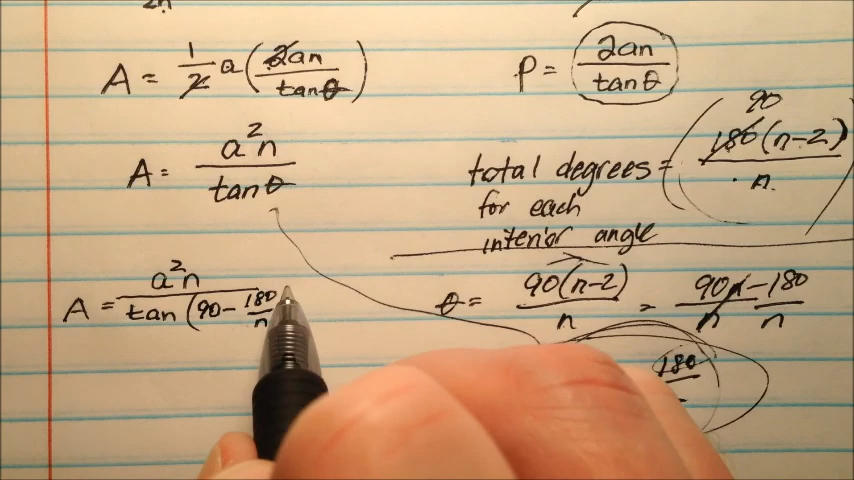 2n
A = 1/2 a (2an / tanθ)
P = 2an / tanθ
A = a²n / tanθ
90
total degrees = (180(n-2) / n)
for each
interior angle
θ = 90(n-2) / n = 90n/n - 180/n
A = a²n / tan(90 - 180/n
180